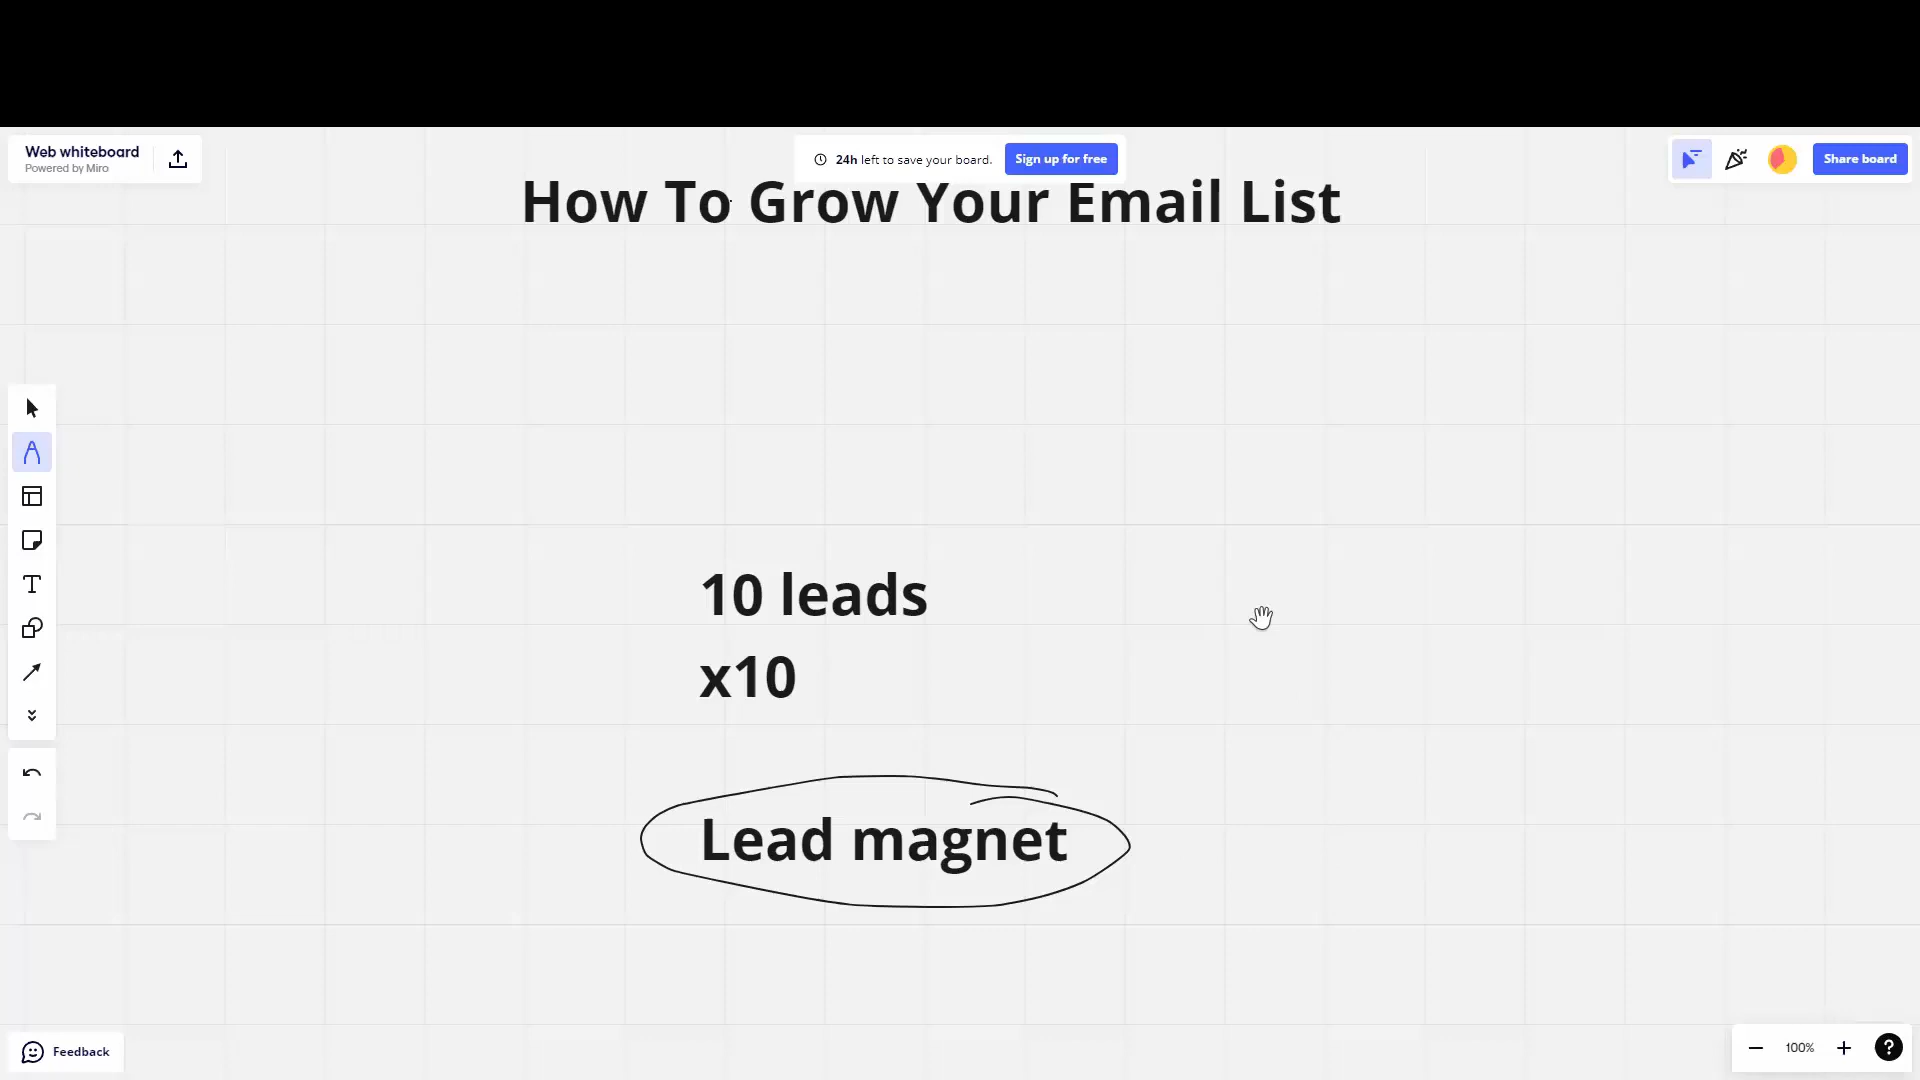 Web whiteboard
Powered by Miro
24h left to save your board.
Sign up for free
Share board
How To Grow Your Email List
10 leads
x10
Lead magnet
Feedback
100%